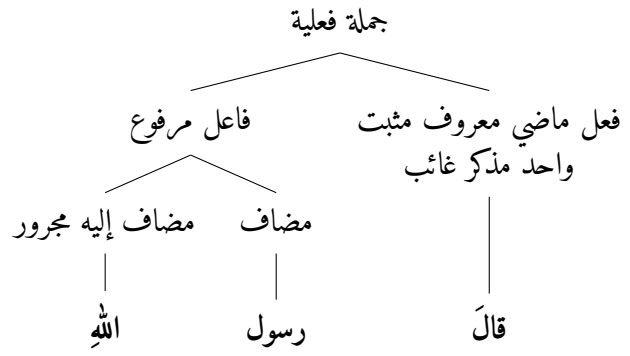 جملة فعلية
فعل ماضي معروف مثبت
واحد مذكر غائب
فاعل مرفوع
مضاف
مضاف إليه مجرور
قالَ
رسول
اللهِ